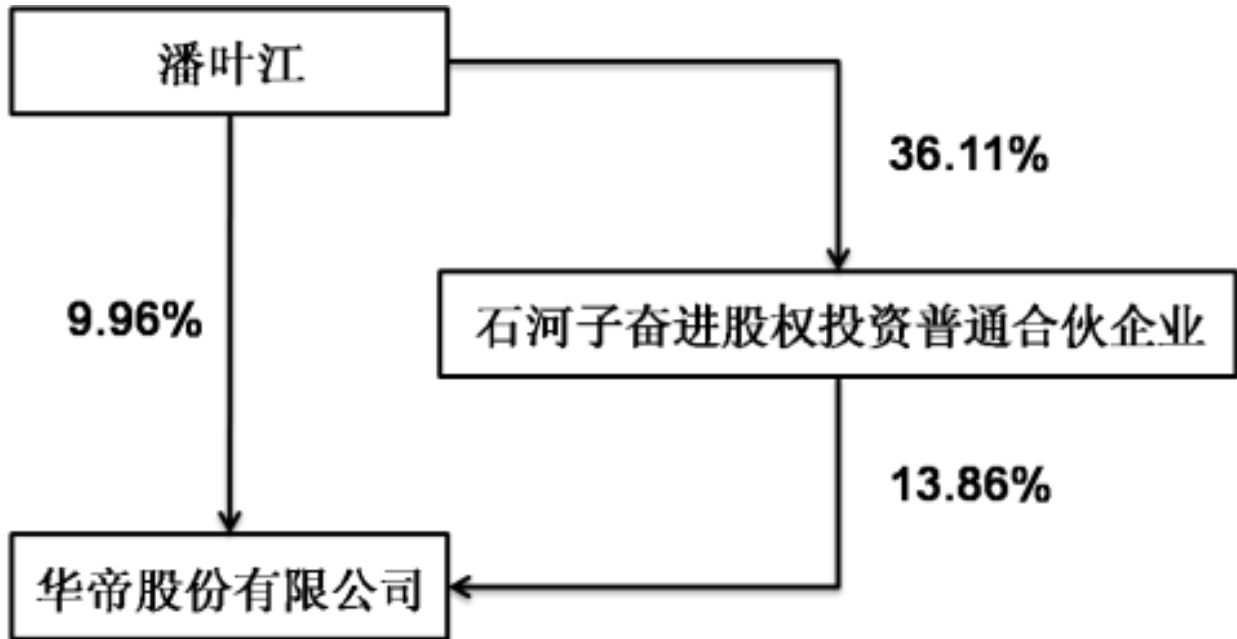 潘叶江
36.11%
9.96%
石河子奋进股权投资普通合伙企业
13.86%
华帝股份有限公司